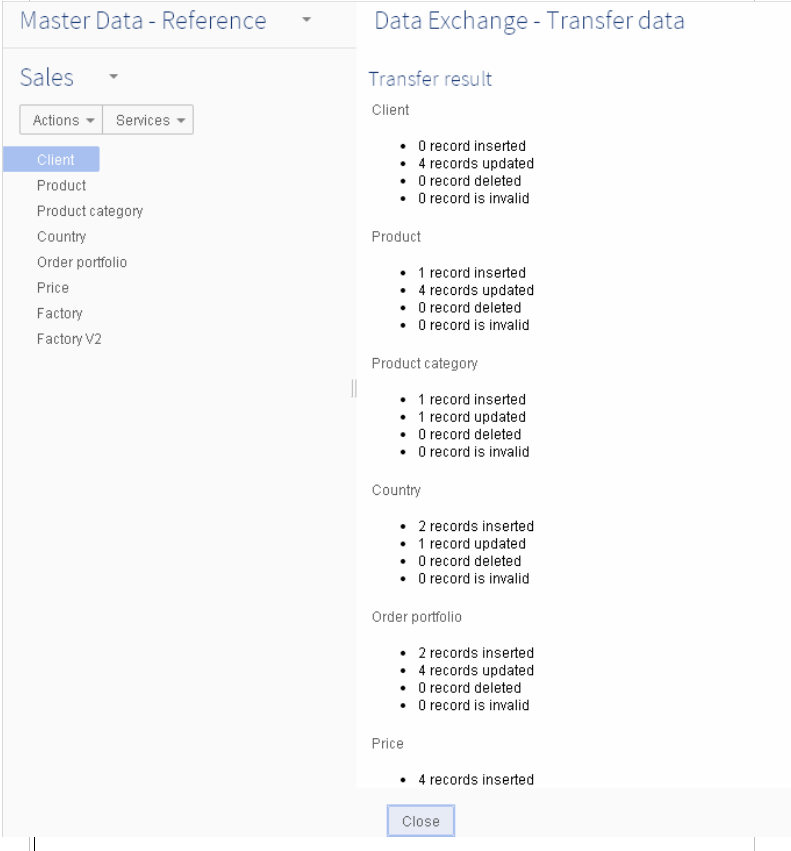 Master Data - Reference
Sales
Actions Services
Client
Product
Product category
Country
Order portfolio
Price
Factory
Factory V2
Data Exchange - Transfer data
Transfer result
Client
• 0 record inserted
• 4 records updated
• 0 record deleted
• 0 record is invalid
Product
• 1 record inserted
• 4 records updated
• 0 record deleted
• 0 record is invalid
Product category
• 1 record inserted
• 1 record updated
• 0 record deleted
• 0 record is invalid
Country
• 2 records inserted
• 1 record updated
• 0 record deleted
• 0 record is invalid
Order portfolio
• 2 records inserted
• 4 records updated
• 0 record deleted
• 0 record is invalid
Price
• 4 records inserted
Close